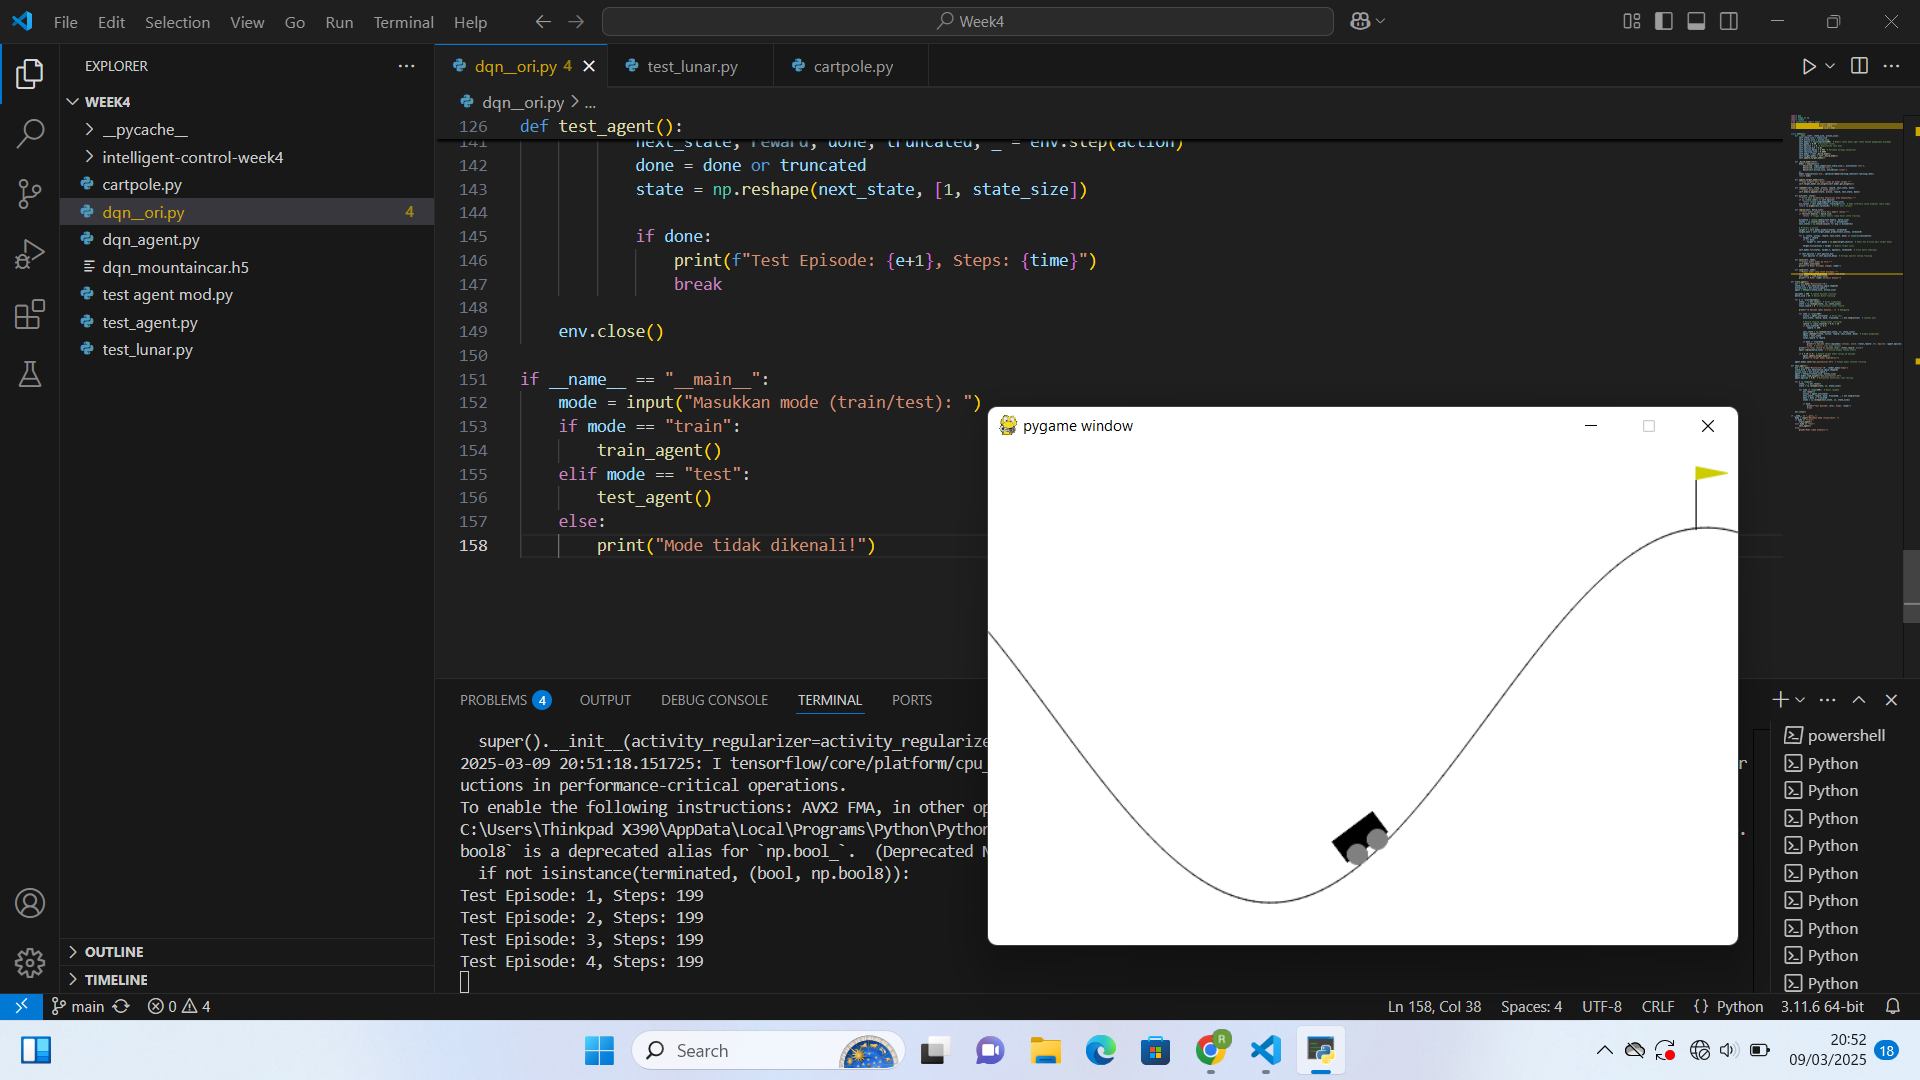 File Edit Selection View Go Run Terminal Help
Week4
EXPLORER
WEEK4
__pycache__
intelligent-control-week4
cartpole.py
dqn__ori.py 4
dqn_agent.py
dqn_mountaincar.h5
test agent mod.py
test_agent.py
test_lunar.py
OUTLINE
TIMELINE
dqn__ori.py 4
test_lunar.py
cartpole.py
dqn__ori.py > ...
126 def test_agent():
141 next_state, reward, done, truncated, _ = env.step(action)
142 done = done or truncated
143 state = np.reshape(next_state, [1, state_size])
144
145 if done:
146 print(f"Test Episode: {e+1}, Steps: {time}")
147 break
148
149 env.close()
150
151 if __name__ == "__main__":
152 mode = input("Masukkan mode (train/test): ")
153 if mode == "train":
154 train_agent()
155 elif mode == "test":
156 test_agent()
157 else:
158 print("Mode tidak dikenali!")
pygame window
PROBLEMS 4 OUTPUT DEBUG CONSOLE TERMINAL PORTS
super().__init__(activity_regularizer=activity_regularize
2025-03-09 20:51:18.151725: I tensorflow/core/platform/cpu_
uctions in performance-critical operations.
To enable the following instructions: AVX2 FMA, in other op
C:\Users\Thinkpad X390\AppData\Local\Programs\Python\Python
bool8` is a deprecated alias for `np.bool_`.  (Deprecated N
if not isinstance(terminated, (bool, np.bool8)):
Test Episode: 1, Steps: 199
Test Episode: 2, Steps: 199
Test Episode: 3, Steps: 199
Test Episode: 4, Steps: 199
powershell
Python
Python
Python
Python
Python
Python
Python
Python
Python
main 0 4
Ln 158, Col 38 Spaces: 4 UTF-8 CRLF {} Python 3.11.6 64-bit
Search
R
20:52
09/03/2025
18